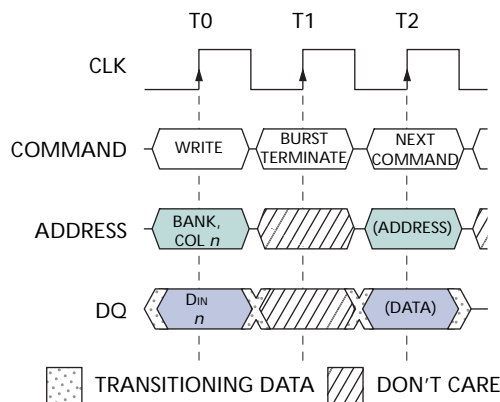 T0 T1 T2
CLK
COMMAND WRITE BURST TERMINATE NEXT COMMAND
ADDRESS BANK, COL n (ADDRESS)
DQ DIN n (DATA)
TRANSITIONING DATA DON'T CARE